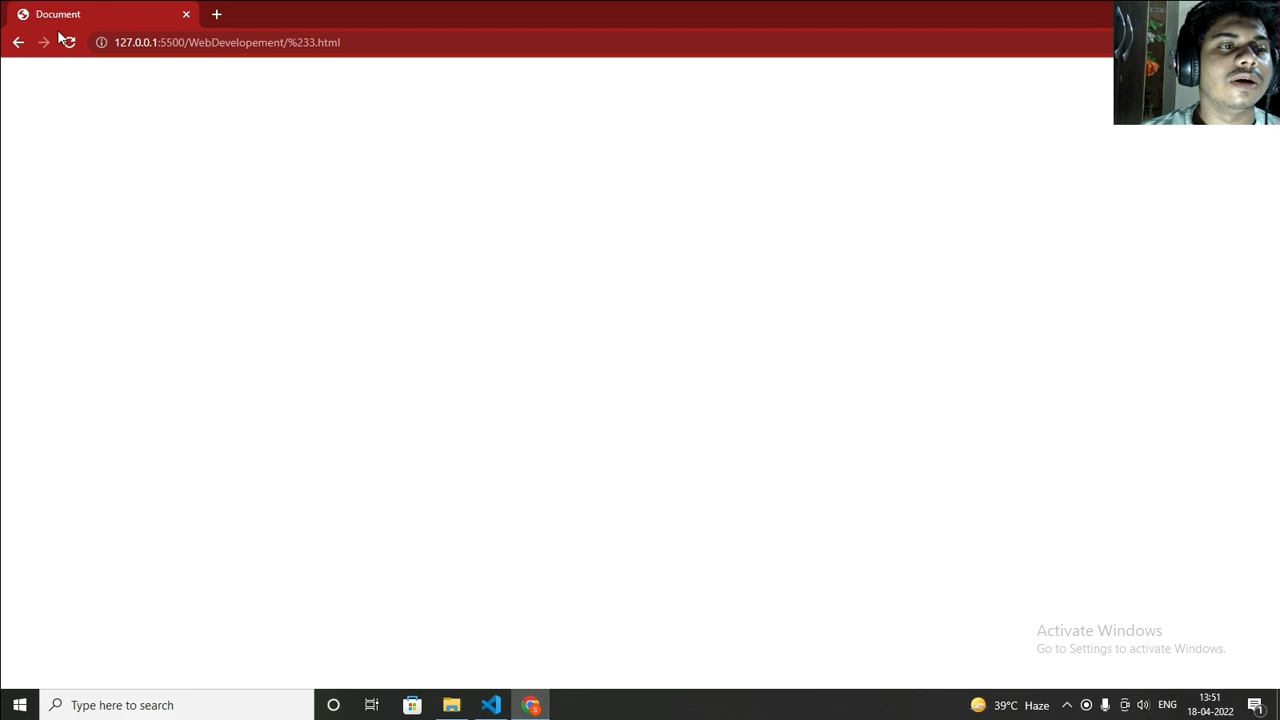 Document
127.0.0.1:5500/WebDevelopement/%233.html
Activate Windows
Go to Settings to activate Windows.
Type here to search
S
39°C Haze
ENG
13:51
18-04-2022
1